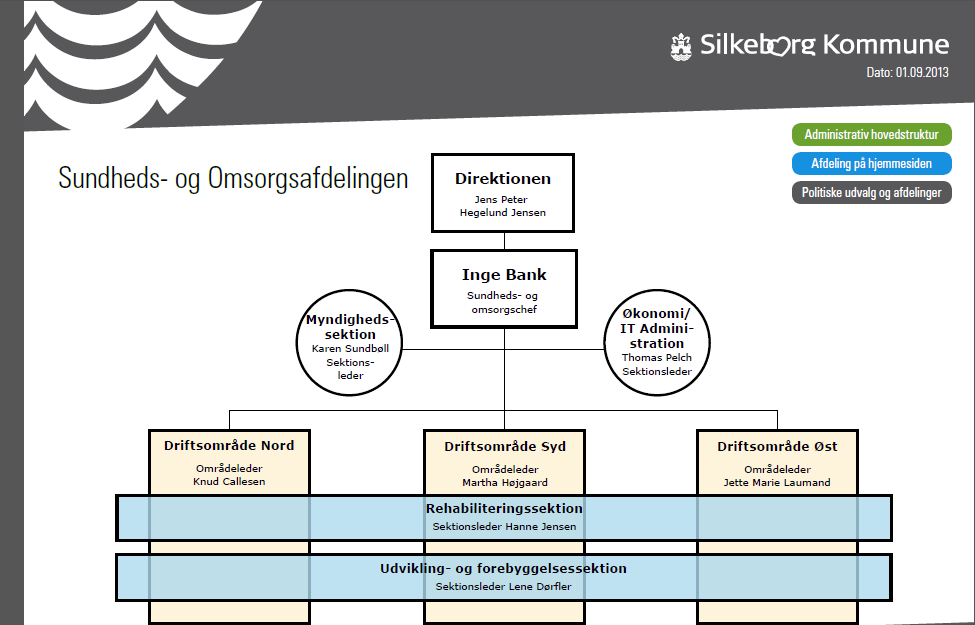 Silkeborg Kommune
Dato: 01.09.2013
Administrativ hovedstruktur
Afdeling på hjemmesiden
Politiske udvalg og afdelinger
Sundheds- og Omsorgsafdelingen
Direktionen
Jens Peter
Hegelund Jensen
Inge Bank
Sundheds- og
omsorgschef
Myndigheds-
sektion
Karen Sundbøll
Sektions-
leder
Økonomi/
IT Admini-
stration
Thomas Pelch
Sektionsleder
Driftsområde Nord
Områdeleder
Knud Callesen
Driftsområde Syd
Områdeleder
Martha Højgaard
Driftsområde Øst
Områdeleder
Jette Marie Laumand
Rehabiliteringssektion
Sektionsleder Hanne Jensen
Udvikling- og forebyggelsessektion
Sektionsleder Lene Dørfler